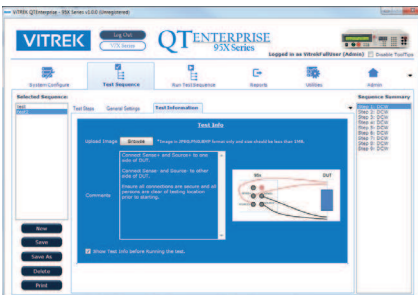 VITREK QTEnterprise - 95X Series v1.0.0 (Unregistered)
VITREK
Log Out
95X Series
QTENTERPRISE
95X Series
Logged in as VitrekFullUser (Admin)
Disable ToolTips
System Configure
Test Sequence
Run Test Sequence
Reports
Utilities
Admin
Selected Sequence:
Test
Test Steps
General Settings
Test Information
Sequence Summary
Step 1: DCW
Step 2: DCW
Step 3: DCW
Step 4: DCW
Step 5: DCW
Step 6: DCW
Step 7: DCW
Step 8: DCW
Step 9: DCW
Test Info
Upload Image
Browse
*Image in JPEG/PNG/BMP format only and size should be less than 1MB.
Comments
Connect Sense+ and Source+ to one
side of DUT.
Connect Sense- and Source- to other
side of DUT.
Ensure all connections are secure and all
persons are clear of testing location
prior to starting.
95x
DUT
Show Test Info before Running the test.
New
Save
Save As
Delete
Print